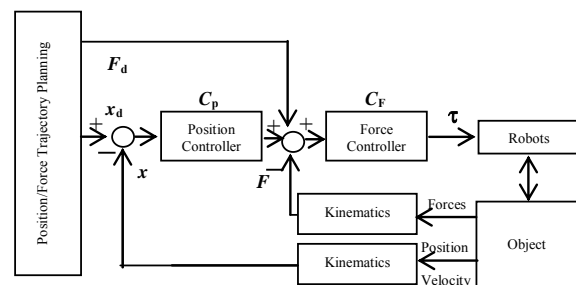 Position/Force Trajectory Planning
F_d
x_d
+
−
x
C_p
Position
Controller
+
+
−
F
C_F
Force
Controller
τ
Robots
Kinematics
Forces
Kinematics
Position
Velocity
Object